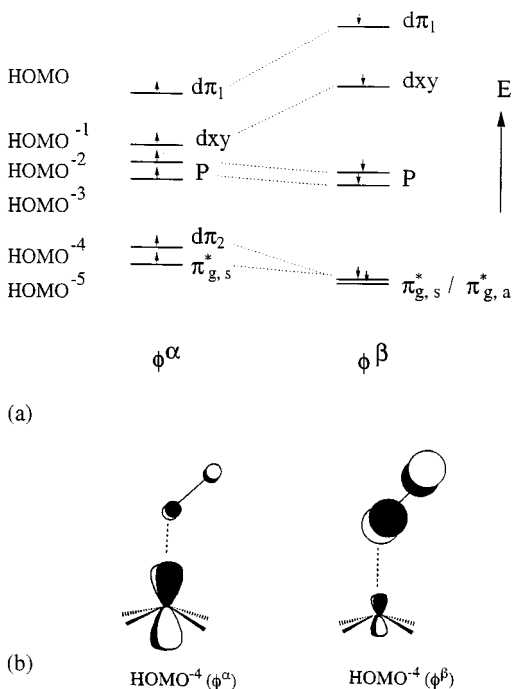 dπ₁
HOMO
dπ₁
dxy
E
HOMO⁻¹
dxy
HOMO⁻²
P
P
HOMO⁻³
HOMO⁻⁴
dπ₂
HOMO⁻⁵
π*g, s
π*g, s / π*g, a
ϕα
ϕβ
(a)
(b)
HOMO⁻⁴ (ϕα)
HOMO⁻⁴ (ϕβ)